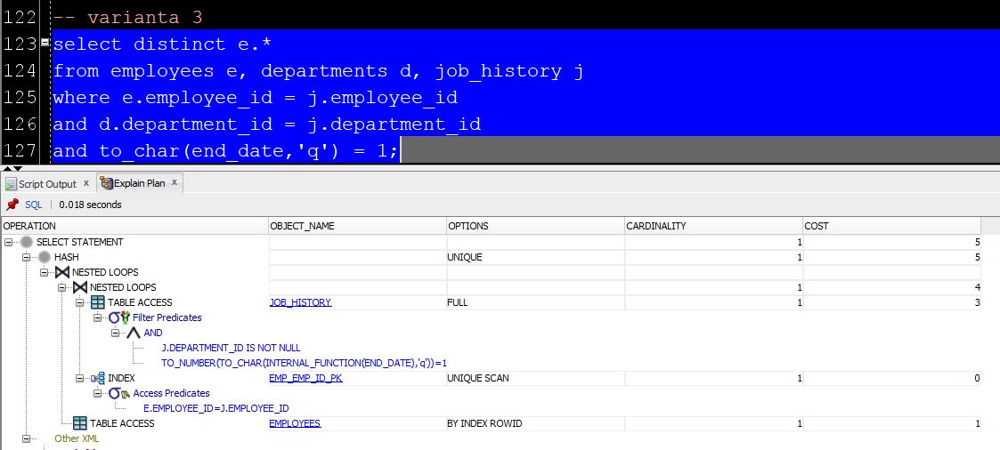 122 -- varianta 3
123 select distinct e.*
124 from employees e, departments d, job_history j
125 where e.employee_id = j.employee_id
126 and d.department_id = j.department_id
127 and to_char(end_date,'q') = 1;
Script Output x Explain Plan x
SQL | 0.018 seconds
OPERATION OBJECT_NAME OPTIONS CARDINALITY COST
SELECT STATEMENT 1 5
HASH UNIQUE 1 5
NESTED LOOPS
NESTED LOOPS 1 4
TABLE ACCESS JOB_HISTORY FULL 1 3
Filter Predicates
AND
J.DEPARTMENT_ID IS NOT NULL
TO_NUMBER(TO_CHAR(INTERNAL_FUNCTION(END_DATE),'q'))=1
INDEX EMP_EMP_ID_PK UNIQUE SCAN 1 0
Access Predicates
E.EMPLOYEE_ID=J.EMPLOYEE_ID
TABLE ACCESS EMPLOYEES BY INDEX ROWID 1 1
Other XML